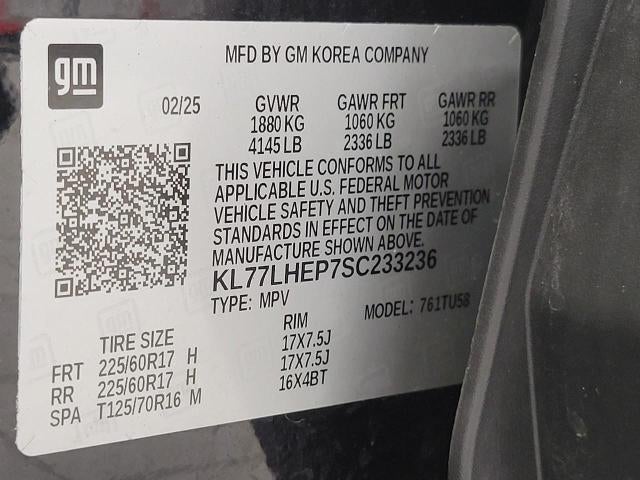 gm
MFD BY GM KOREA COMPANY
02/25 GVWR GAWR FRT GAWR RR
1880 KG 1060 KG 1060 KG
4145 LB 2336 LB 2336 LB
THIS VEHICLE CONFORMS TO ALL
APPLICABLE U.S. FEDERAL MOTOR
VEHICLE SAFETY AND THEFT PREVENTION
STANDARDS IN EFFECT ON THE DATE OF
MANUFACTURE SHOWN ABOVE.
KL77LHEP7SC233236
TYPE: MPV MODEL: 761TU58
TIRE SIZE RIM
FRT 225/60R17 H 17X7.5J
RR 225/60R17 H 17X7.5J
SPA T125/70R16 M 16X4BT